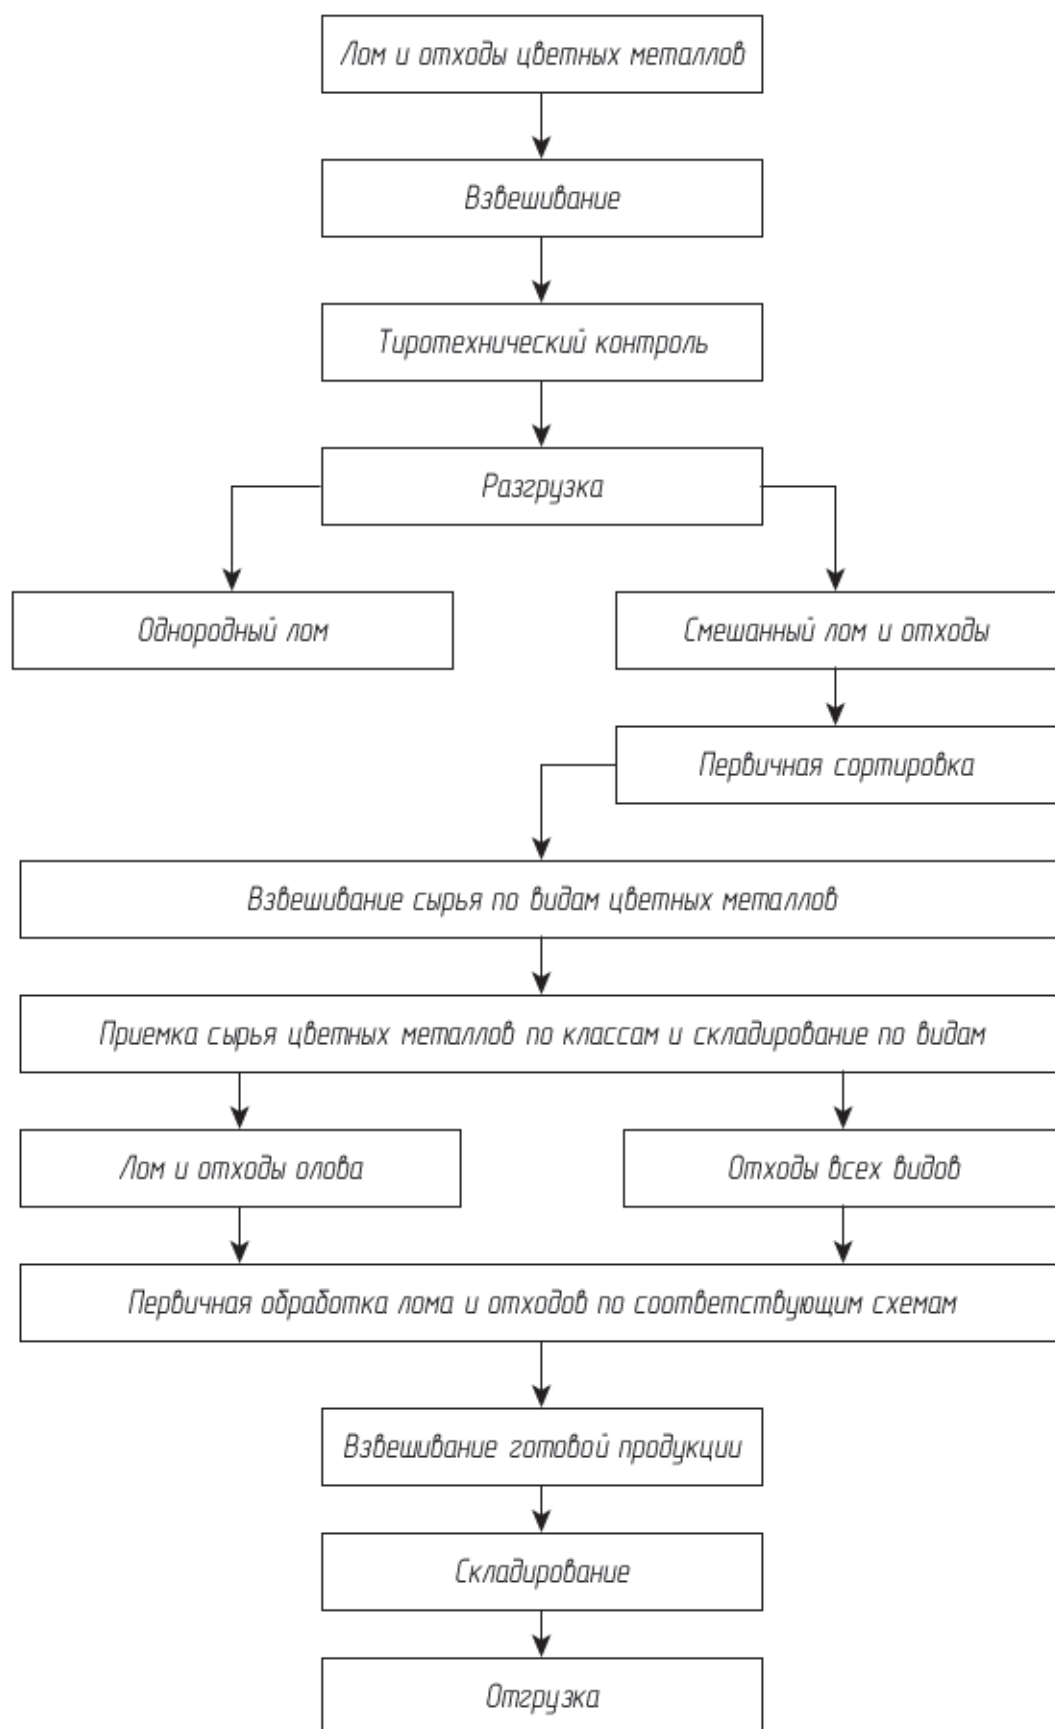 Лом и отходы цветных металлов
Взвешивание
Тиротехнический контроль
Разгрузка
Однородный лом
Смешанный лом и отходы
Первичная сортировка
Взвешивание сырья по видам цветных металлов
Приемка сырья цветных металлов по классам и складирование по видам
Лом и отходы олова
Отходы всех видов
Первичная обработка лома и отходов по соответствующим схемам
Взвешивание готовой продукции
Складирование
Отгрузка